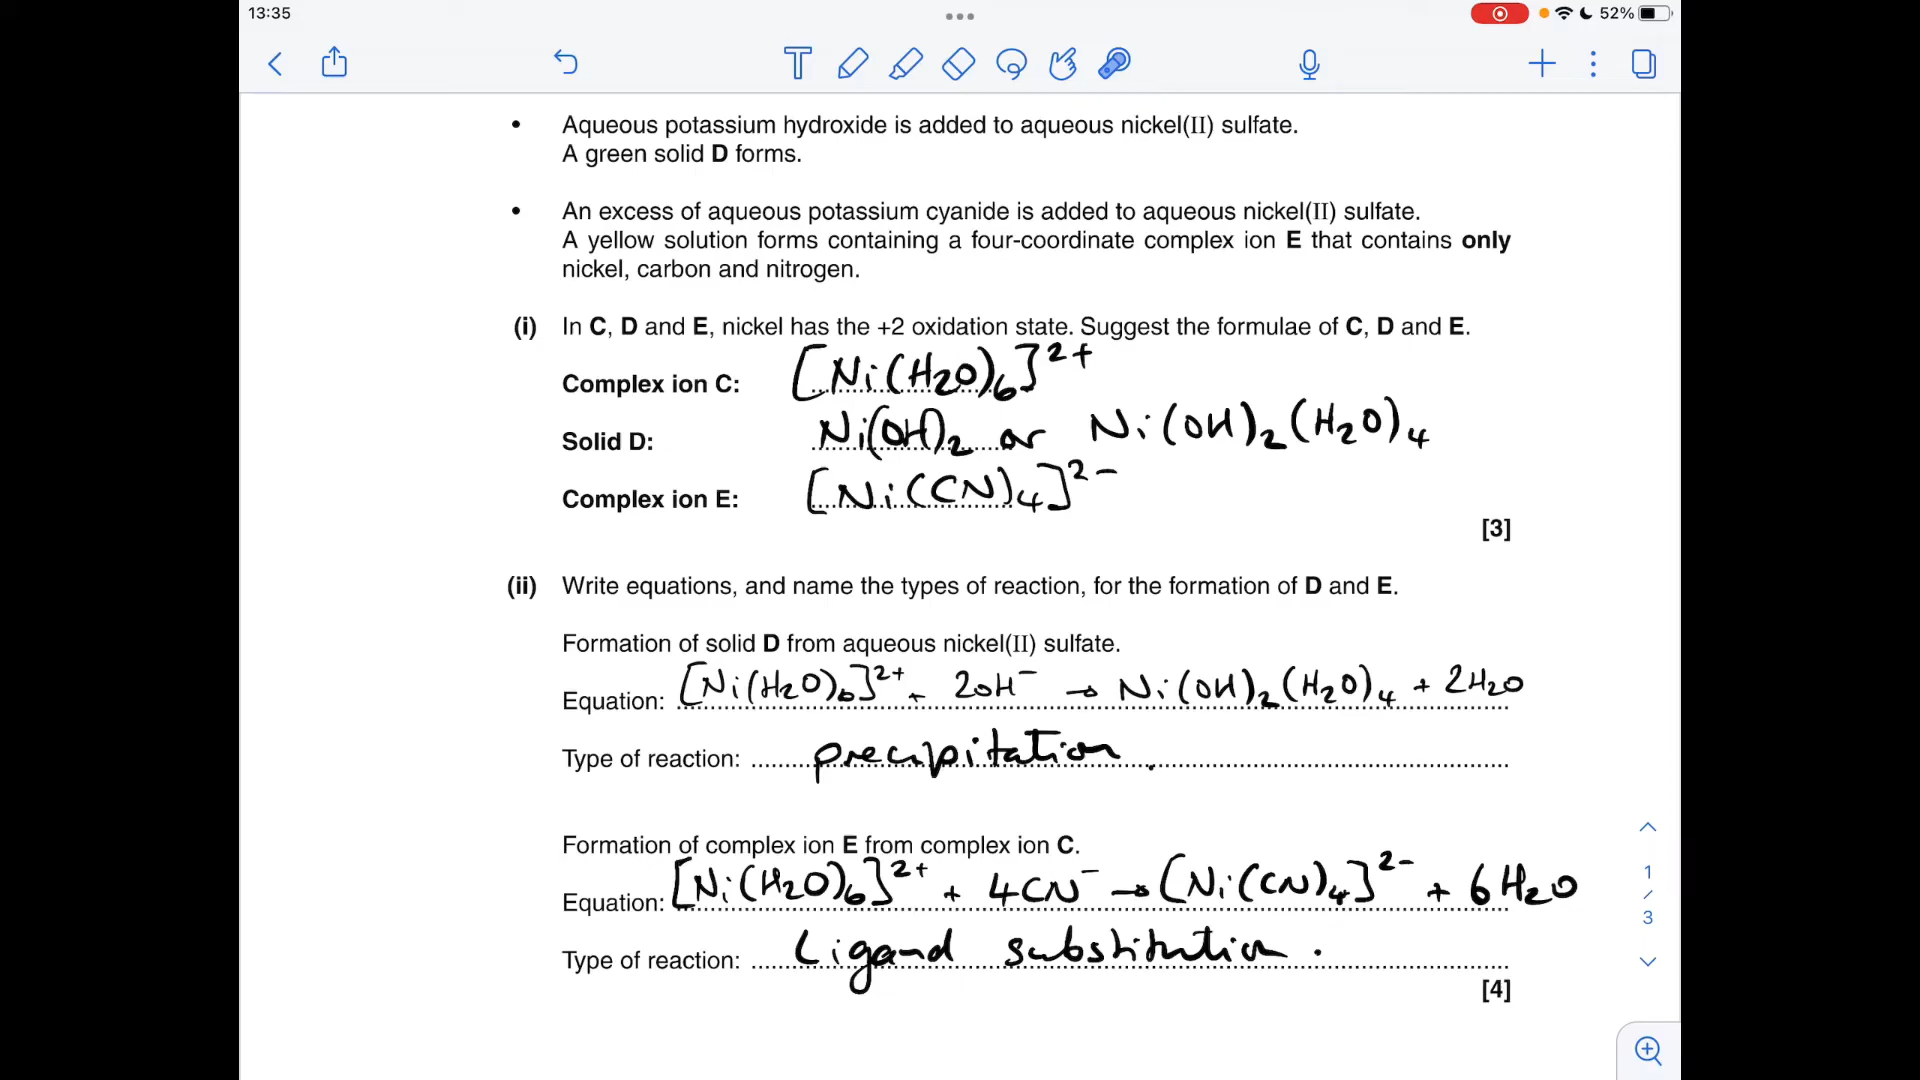 13:35
52%
• Aqueous potassium hydroxide is added to aqueous nickel(II) sulfate.
A green solid D forms.
• An excess of aqueous potassium cyanide is added to aqueous nickel(II) sulfate.
A yellow solution forms containing a four-coordinate complex ion E that contains only
nickel, carbon and nitrogen.
(i) In C, D and E, nickel has the +2 oxidation state. Suggest the formulae of C, D and E.
Complex ion C: [Ni(H2O)6]2+
Solid D: Ni(OH)2 or Ni(OH)2(H2O)4
Complex ion E: [Ni(CN)4]2-
[3]
(ii) Write equations, and name the types of reaction, for the formation of D and E.
Formation of solid D from aqueous nickel(II) sulfate.
Equation: [Ni(H2O)6]2+ + 2OH- → Ni(OH)2(H2O)4 + 2H2O
Type of reaction: precipitation.
Formation of complex ion E from complex ion C.
Equation: [Ni(H2O)6]2+ + 4CN- → [Ni(CN)4]2- + 6H2O
Type of reaction: Ligand substitution.
[4]
1
/
3